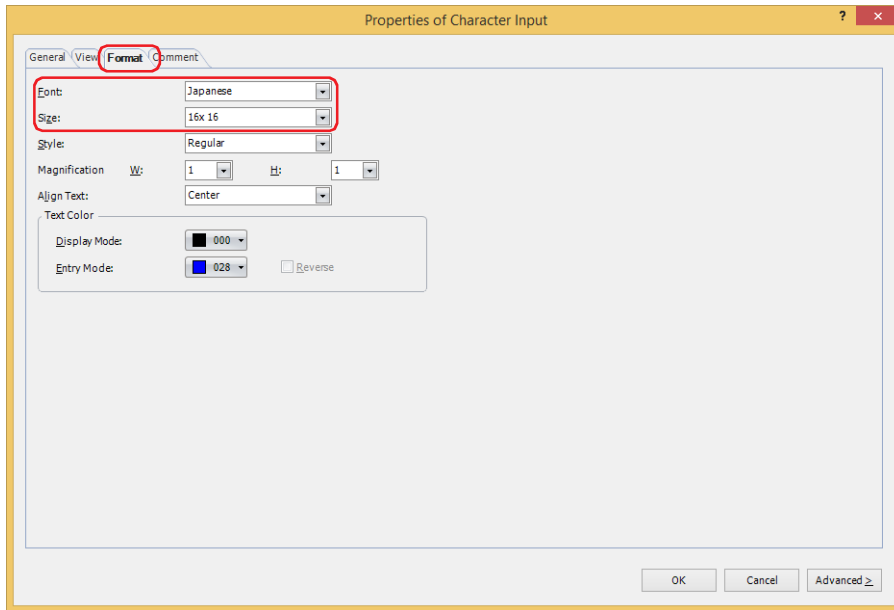 Properties of Character Input
? ×
General View Format Comment
Font: Japanese
Size: 16x 16
Style: Regular
Magnification W: 1 H: 1
Align Text: Center
Text Color
Display Mode: 000
Entry Mode: 028 Reverse
OK Cancel Advanced >